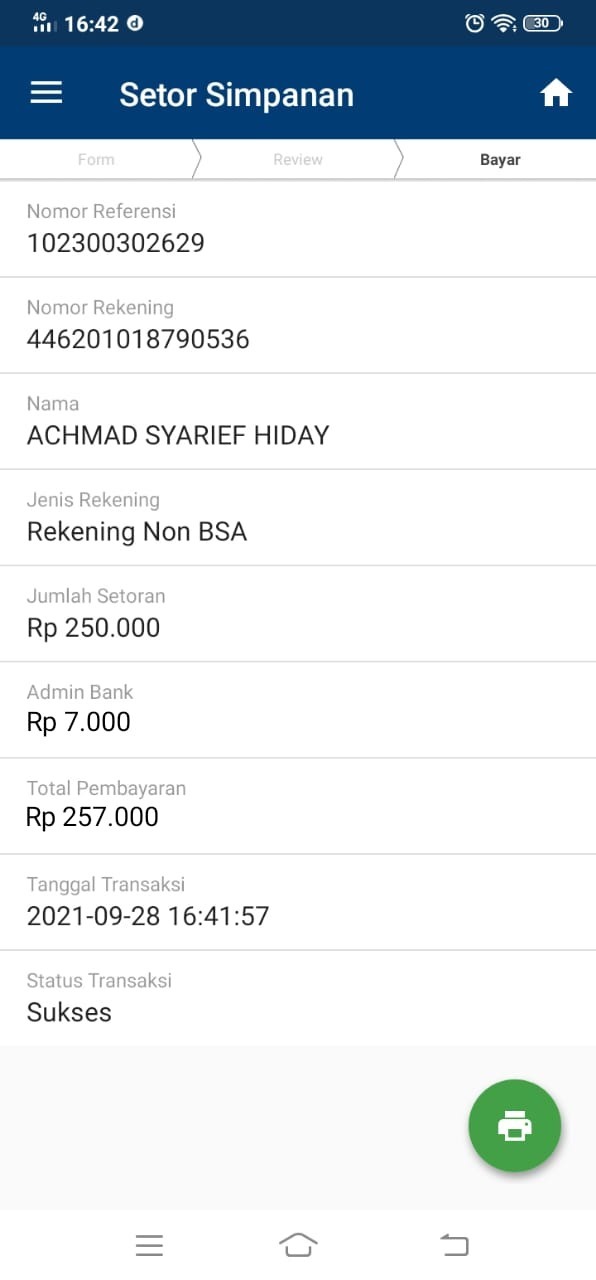 4G 16:42 30
Setor Simpanan
Form Review Bayar
Nomor Referensi
102300302629
Nomor Rekening
446201018790536
Nama
ACHMAD SYARIEF HIDAY
Jenis Rekening
Rekening Non BSA
Jumlah Setoran
Rp 250.000
Admin Bank
Rp 7.000
Total Pembayaran
Rp 257.000
Tanggal Transaksi
2021-09-28 16:41:57
Status Transaksi
Sukses